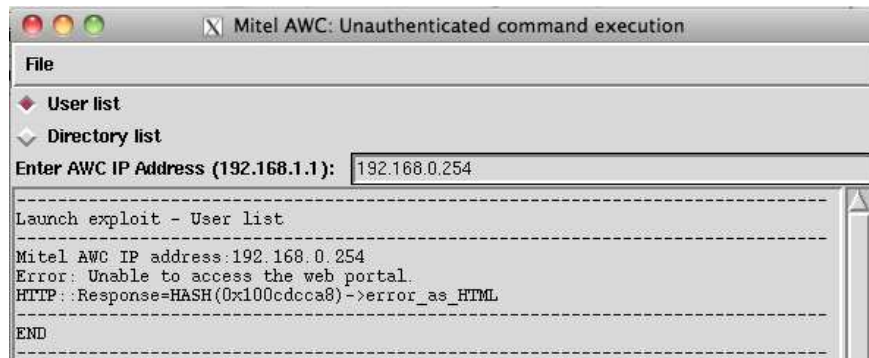 Mitel AWC: Unauthenticated command execution
File
User list
Directory list
Enter AWC IP Address (192.168.1.1): 192.168.0.254
--------------------------------------------------------------------------------
Launch exploit - User list
--------------------------------------------------------------------------------
Mitel AWC IP address:192.168.0.254
Error: Unable to access the web portal.
HTTP::Response=HASH(0x100cdcca8)->error_as_HTML
--------------------------------------------------------------------------------
END
--------------------------------------------------------------------------------